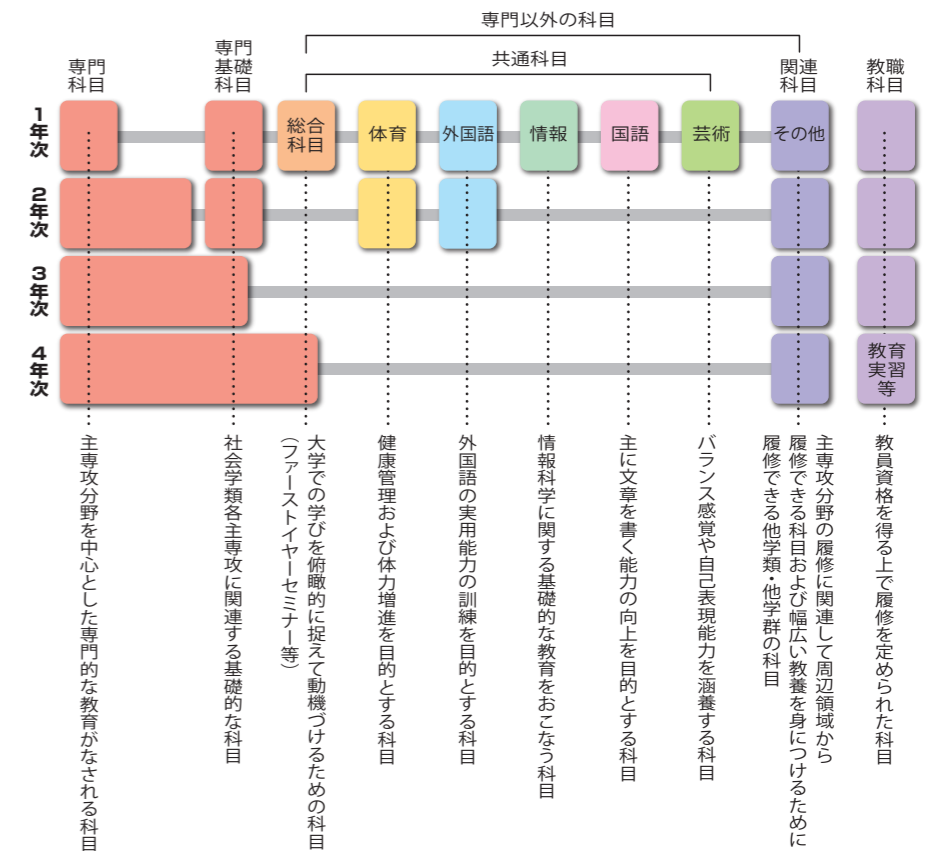 専門以外の科目
共通科目
専門
科目
専門
基礎
科目
関連
科目
教職
科目
1年次
総合
科目
体育
外国語
情報
国語
芸術
その他
2年次
3年次
4年次
教育
実習
等
主専攻分野を中心とした専門的な教育がなされる科目
社会学類各主専攻に関連する基礎的な科目
大学での学びを俯瞰的に捉えて動機づけるための科目
（ファーストイヤーセミナー等）
健康管理および体力増進を目的とする科目
外国語の実用能力の訓練を目的とする科目
情報科学に関する基礎的な教育をおこなう科目
主に文章を書く能力の向上を目的とする科目
バランス感覚や自己表現能力を涵養する科目
主専攻分野の履修に関連して周辺領域から
履修できる科目および幅広い教養を身につけるために
履修できる他学類・他学群の科目
教員資格を得る上で履修を定められた科目